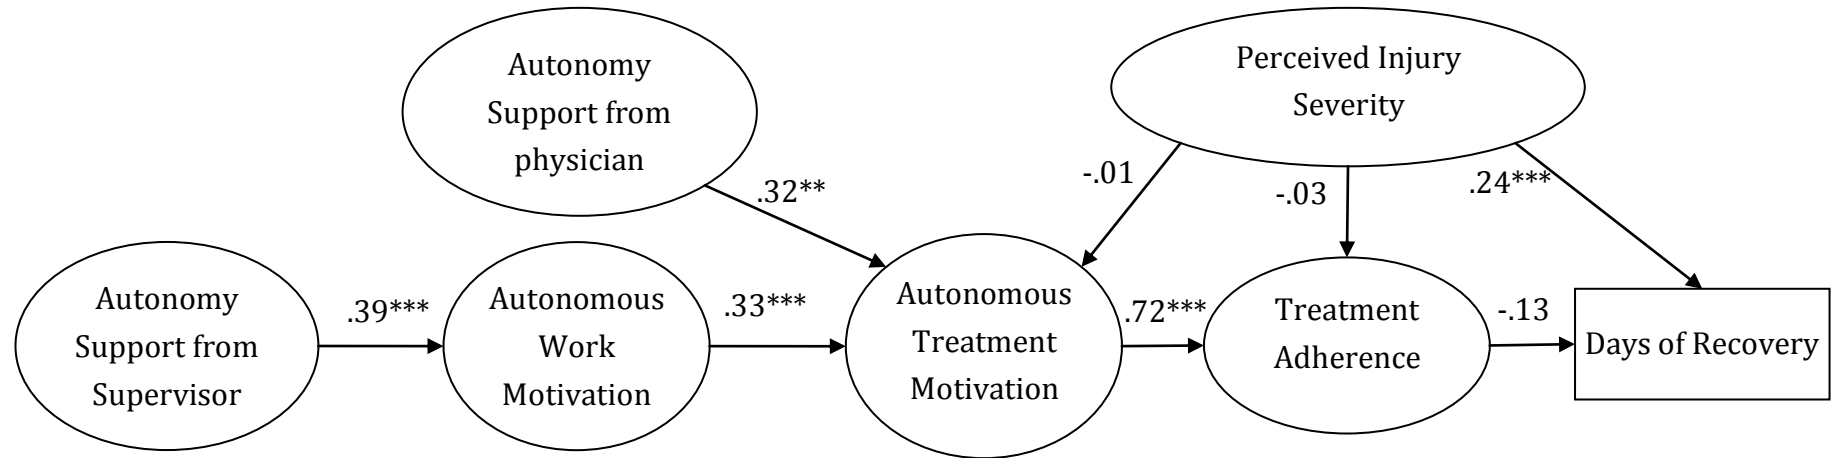 Autonomy
Support from
physician
Perceived Injury
Severity
.32**
-.01
-.03
.24***
Autonomy
Support from
Supervisor
.39***
Autonomous
Work
Motivation
.33***
Autonomous
Treatment
Motivation
.72***
Treatment
Adherence
-.13
Days of Recovery